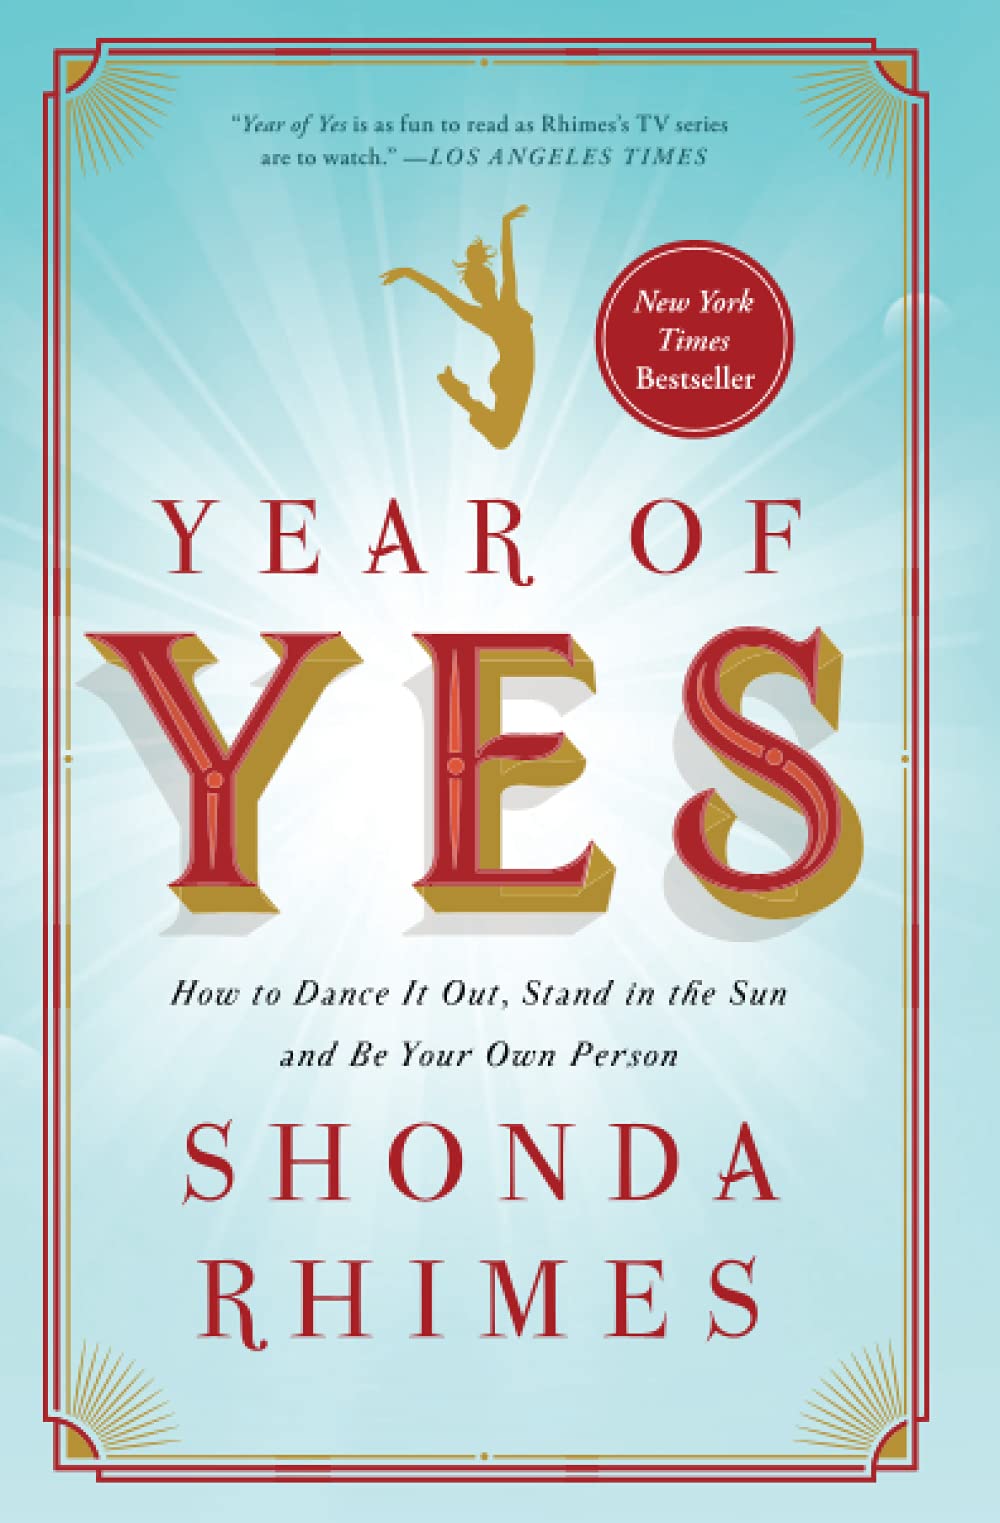 “Year of Yes is as fun to read as Rhimes’s TV series
are to watch.” —LOS ANGELES TIMES
New York
Times
Bestseller
YEAR OF
YES
How to Dance It Out, Stand in the Sun
and Be Your Own Person
SHONDA
RHIMES